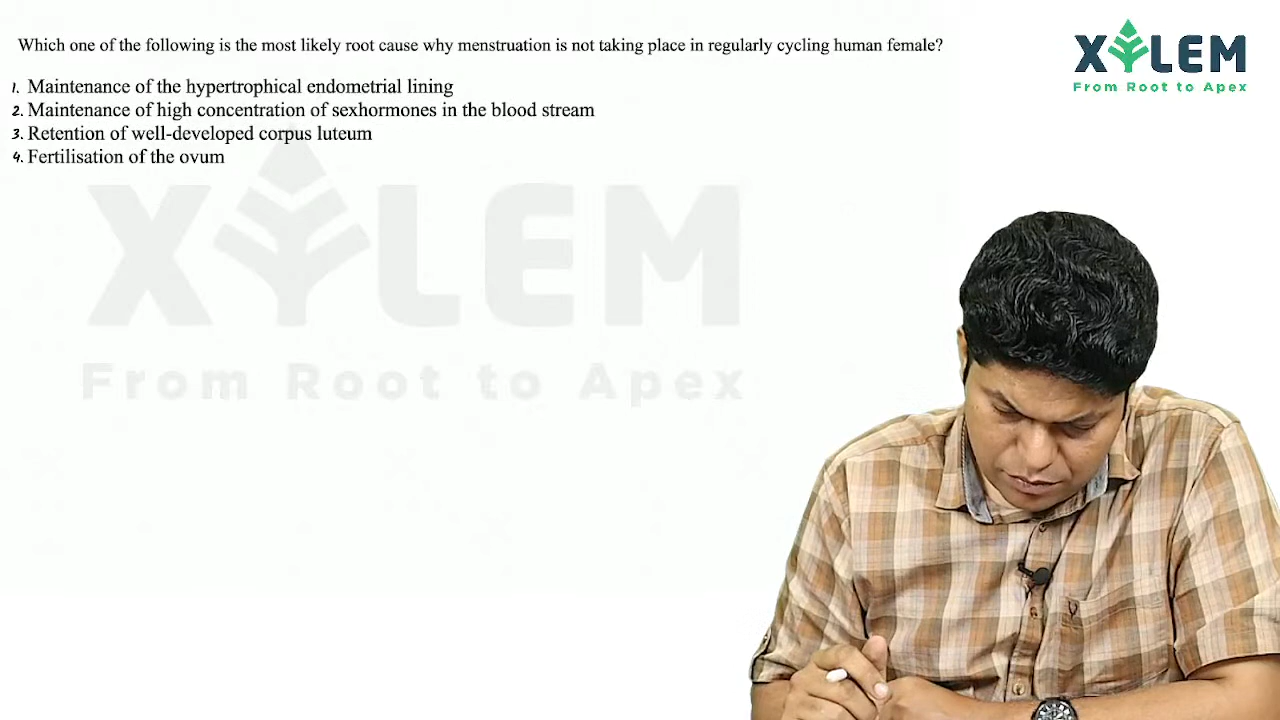 Which one of the following is the most likely root cause why menstruation is not taking place in regularly cycling human female?
1. Maintenance of the hypertrophical endometrial lining
2. Maintenance of high concentration of sexhormones in the blood stream
3. Retention of well-developed corpus luteum
4. Fertilisation of the ovum
XYLEM
From Root to Apex
XYLEM
From Root to Apex